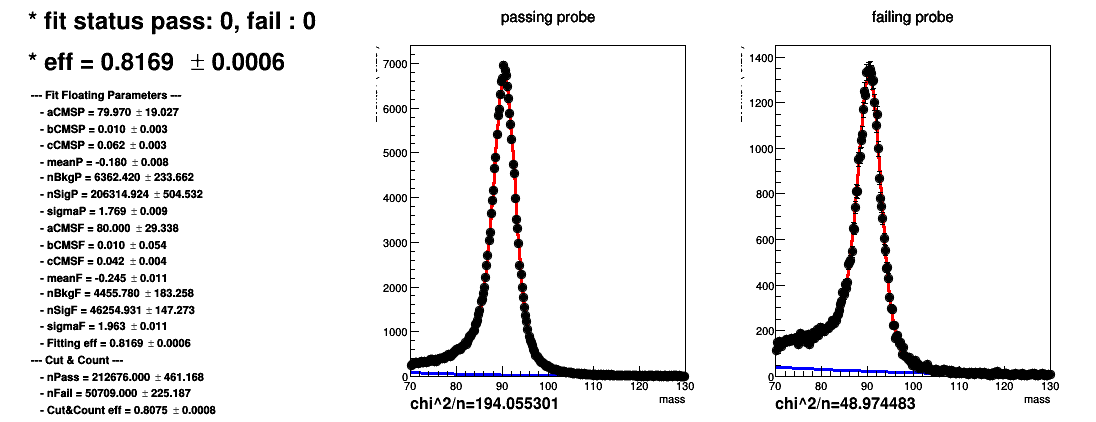 * fit status pass: 0, fail : 0
* eff = 0.8169 ± 0.0006
--- Fit Floating Parameters ---
- aCMSP = 79.970 ± 19.027
- bCMSP = 0.010 ± 0.003
- cCMSP = 0.062 ± 0.003
- meanP = -0.180 ± 0.008
- nBkgP = 6362.420 ± 233.662
- nSigP = 206314.924 ± 504.532
- sigmaP = 1.769 ± 0.009
- aCMSF = 80.000 ± 29.338
- bCMSF = 0.010 ± 0.054
- cCMSF = 0.042 ± 0.004
- meanF = -0.245 ± 0.011
- nBkgF = 4455.780 ± 183.258
- nSigF = 46254.931 ± 147.273
- sigmaF = 1.963 ± 0.011
- Fitting eff = 0.8169 ± 0.0006
--- Cut & Count ---
- nPass = 212676.000 ± 461.168
- nFail = 50709.000 ± 225.187
- Cut&Count eff = 0.8075 ± 0.0008
passing probe
7000
6000
5000
4000
3000
2000
1000
0
70 80 90 100 110 120 130
mass
chi^2/n=194.055301
failing probe
1400
1200
1000
800
600
400
200
0
70 80 90 100 110 120 130
mass
chi^2/n=48.974483